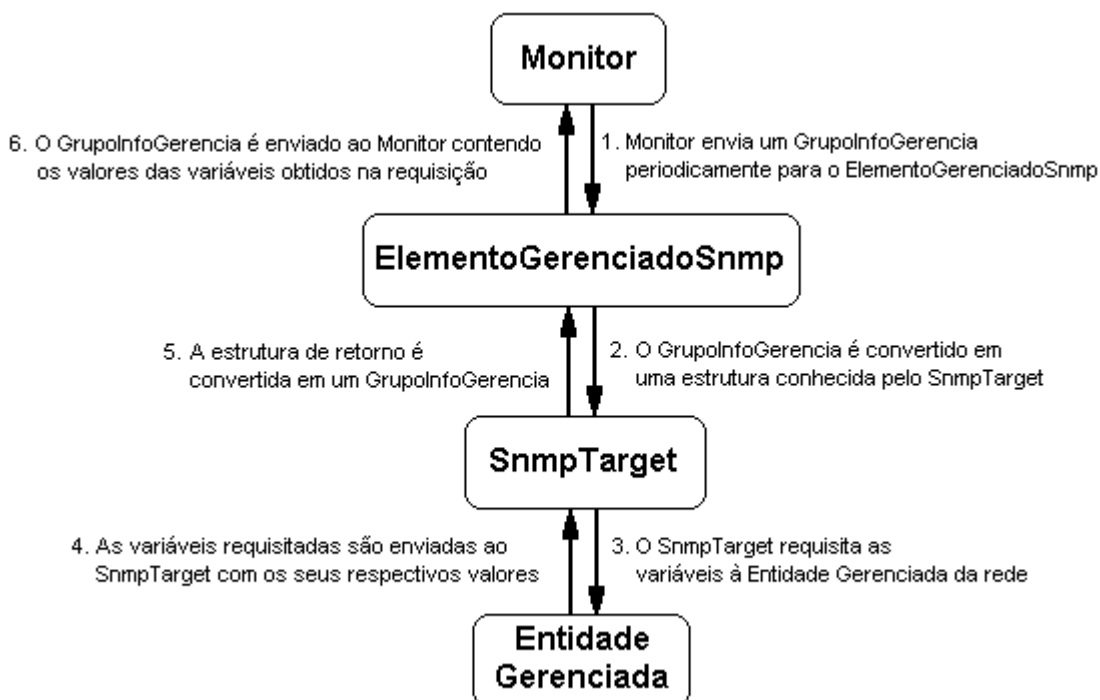 Monitor
6. O GrupoInfoGerencia é enviado ao Monitor contendo
os valores das variáveis obtidos na requisição
1. Monitor envia um GrupoInfoGerencia
periodicamente para o ElementoGerenciadoSnmp
ElementoGerenciadoSnmp
5. A estrutura de retorno é
convertida em um GrupoInfoGerencia
2. O GrupoInfoGerencia é convertido em
uma estrutura conhecida pelo SnmpTarget
SnmpTarget
4. As variáveis requisitadas são enviadas ao
SnmpTarget com os seus respectivos valores
3. O SnmpTarget requisita as
variáveis à Entidade Gerenciada da rede
Entidade
Gerenciada